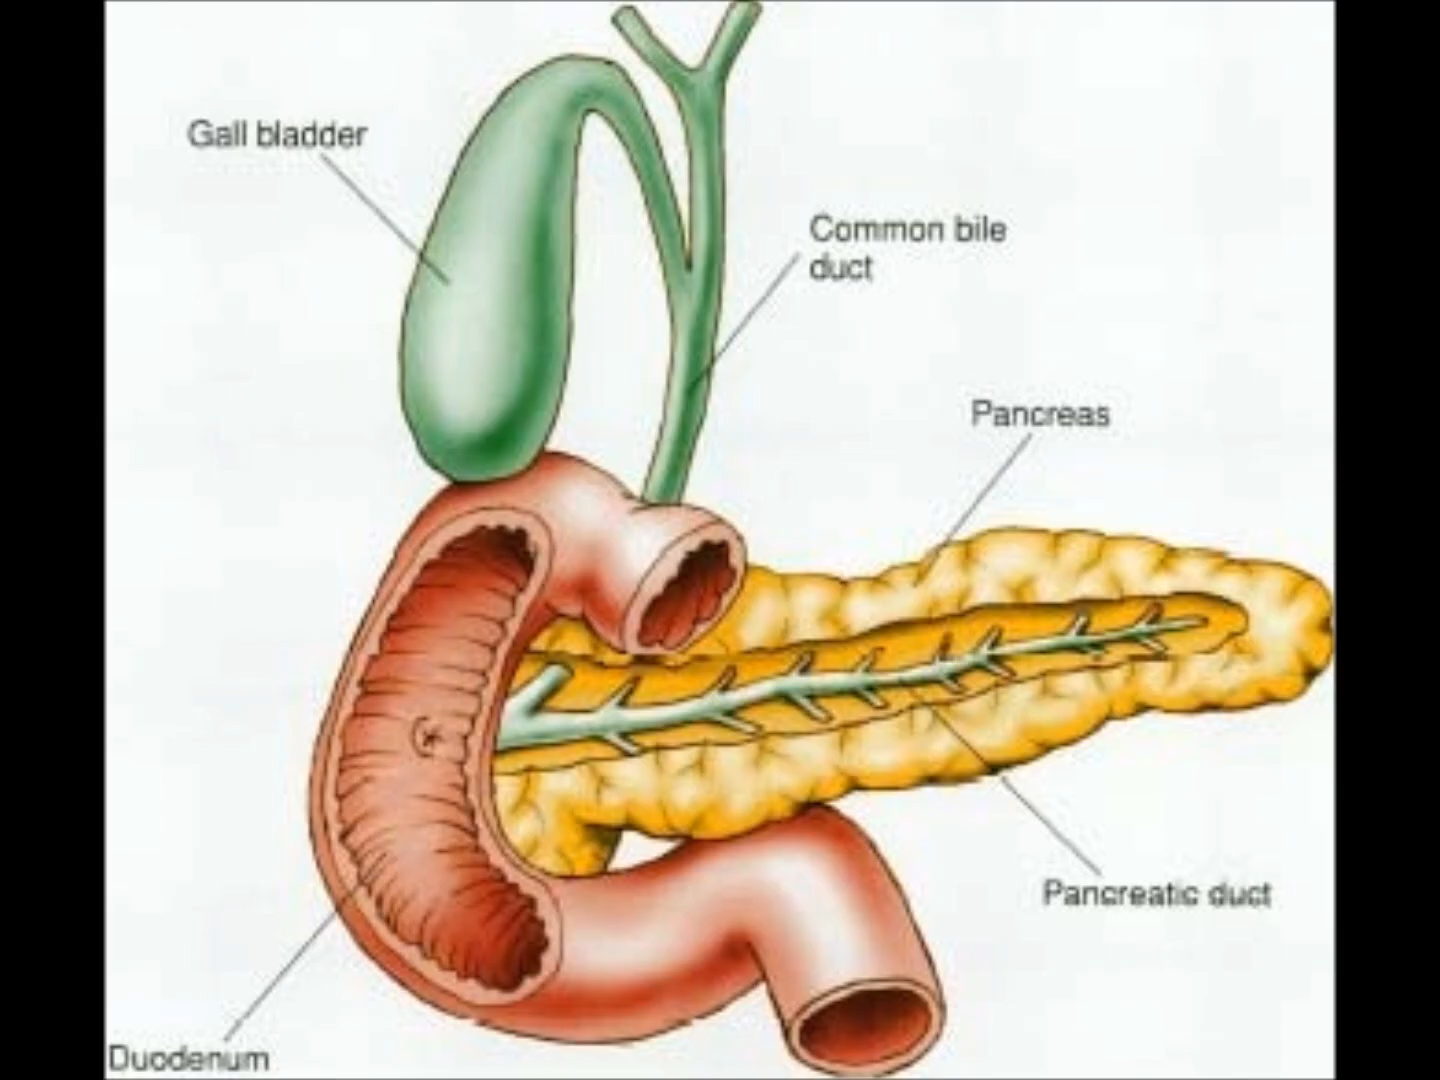 Gall bladder
Common bile
duct
Pancreas
Pancreatic duct
Duodenum